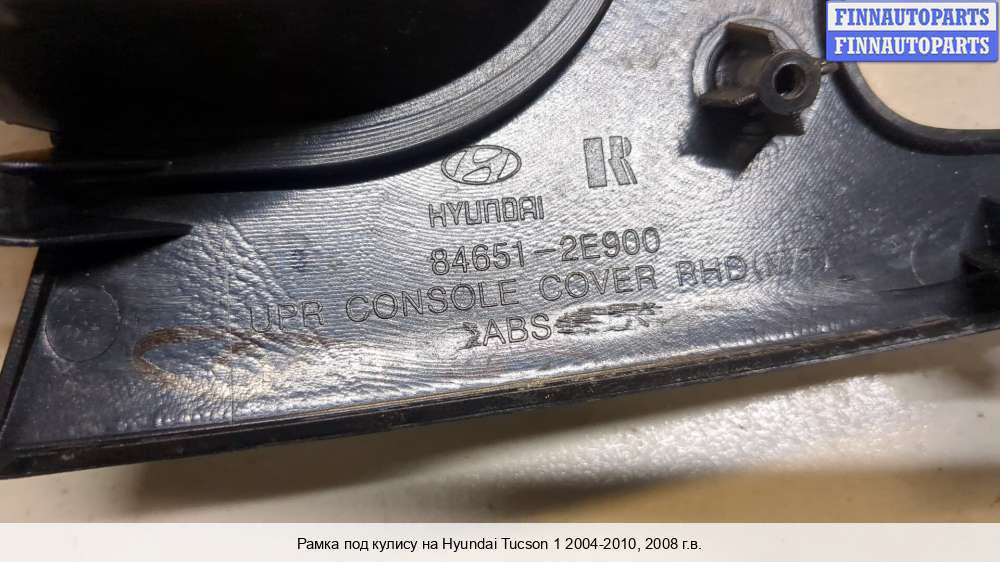 FINNAUTOPARTS
FINNAUTOPARTS
R
HYUNDAI
84651-2E900
UPR CONSOLE COVER RHD
>ABS<
Рамка под кулису на Hyundai Tucson 1 2004-2010, 2008 г.в.